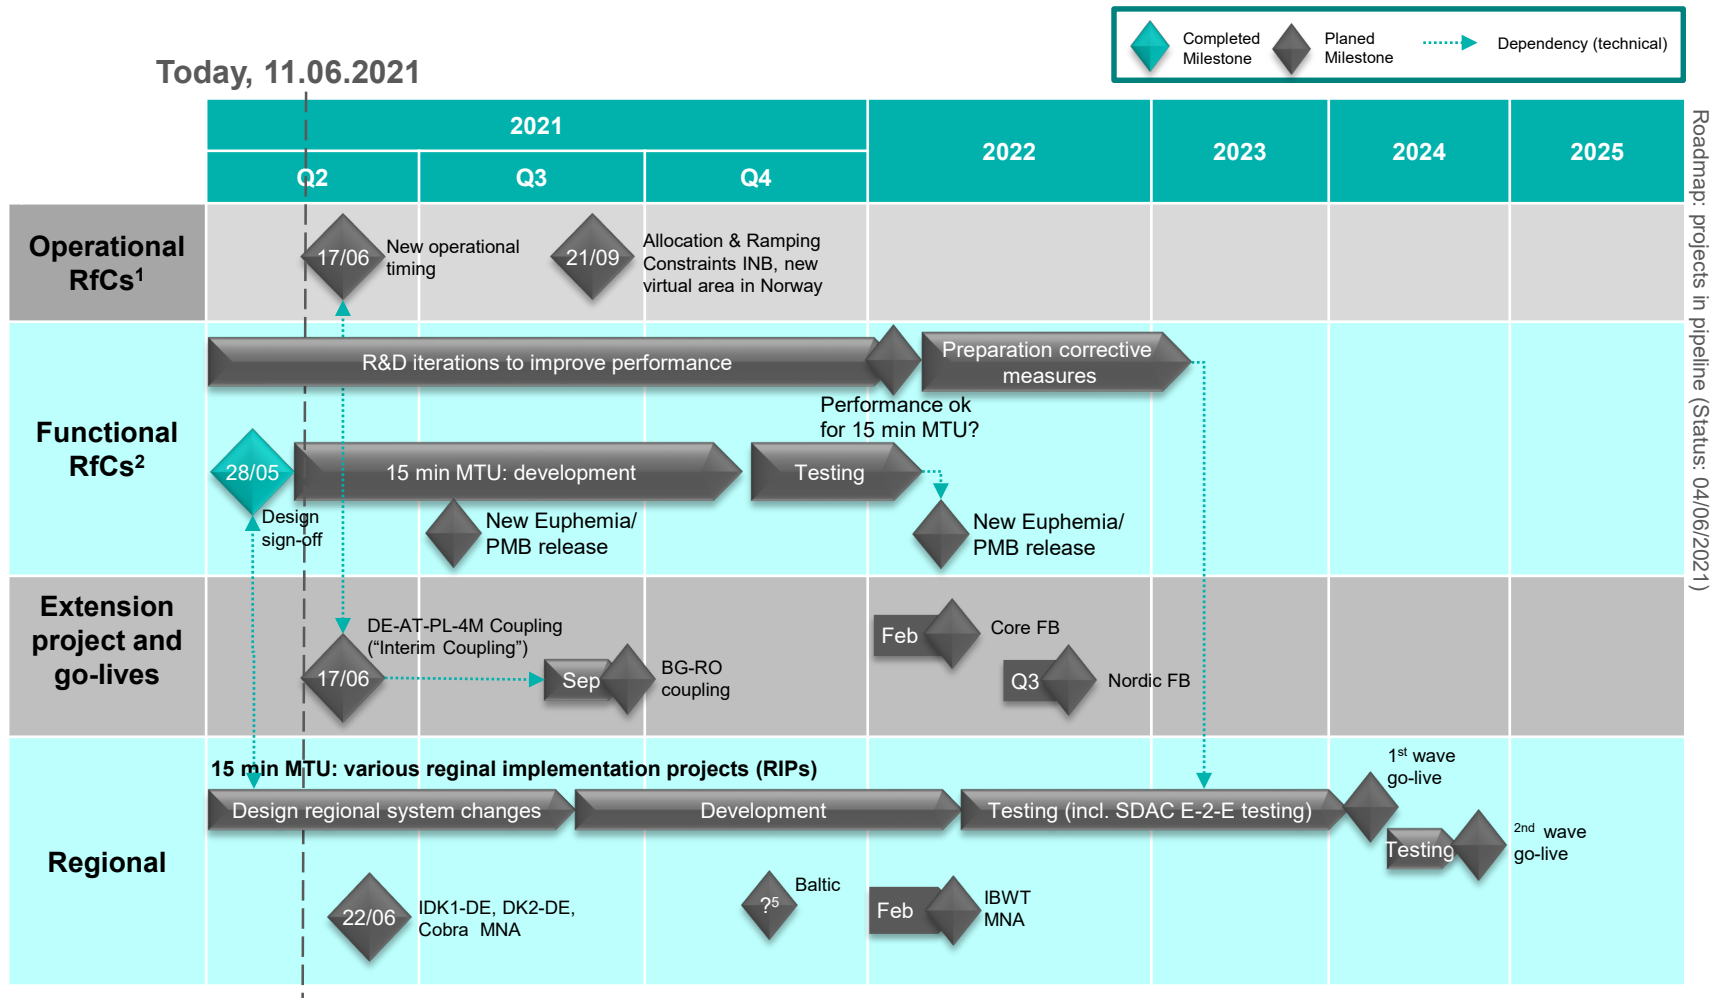 Completed
Milestone
Planed
Milestone
Dependency (technical)
Today, 11.06.2021
2021
2022
2023
2024
2025
Q2
Q3
Q4
Roadmap: projects in pipeline (Status: 04/06/2021)
Operational
RfCs¹
17/06
New operational
timing
21/09
Allocation & Ramping
Constraints INB, new
virtual area in Norway
Functional
RfCs²
R&D iterations to improve performance
Preparation corrective
measures
Performance ok
for 15 min MTU?
28/05
15 min MTU: development
Testing
Design
sign-off
New Euphemia/
PMB release
New Euphemia/
PMB release
Extension
project and
go-lives
DE-AT-PL-4M Coupling
(“Interim Coupling”)
17/06
Sep
BG-RO
coupling
Feb
Core FB
Q3
Nordic FB
Regional
15 min MTU: various reginal implementation projects (RIPs)
Design regional system changes
Development
Testing (incl. SDAC E-2-E testing)
1st wave
go-live
Testing
2nd wave
go-live
22/06
IDK1-DE, DK2-DE,
Cobra MNA
?⁵
Baltic
Feb
IBWT
MNA